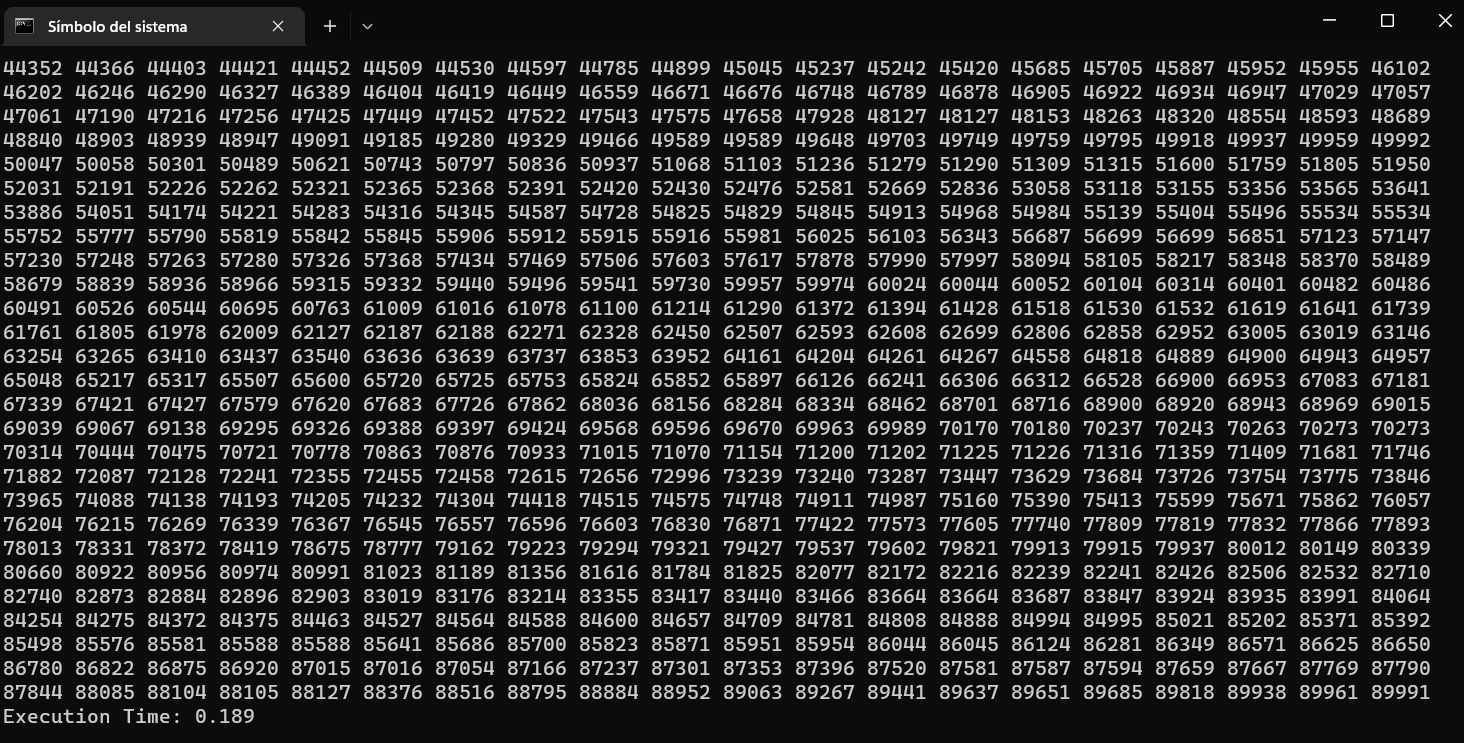 Símbolo del sistema
44352 44366 44403 44421 44452 44509 44530 44597 44785 44899 45045 45237 45242 45420 45685 45705 45887 45952 45955 46102
46202 46246 46290 46327 46389 46404 46419 46449 46559 46671 46676 46748 46789 46878 46905 46922 46934 46947 47029 47057
47061 47190 47216 47256 47425 47449 47452 47522 47543 47575 47658 47928 48127 48127 48153 48263 48320 48554 48593 48689
48840 48903 48939 48947 49091 49185 49280 49329 49466 49589 49589 49648 49703 49749 49759 49795 49918 49937 49959 49992
50047 50058 50301 50489 50621 50743 50797 50836 50937 51068 51103 51236 51279 51290 51309 51315 51600 51759 51805 51950
52031 52191 52226 52262 52321 52365 52368 52391 52420 52430 52476 52581 52669 52836 53058 53118 53155 53356 53565 53641
53886 54051 54174 54221 54283 54316 54345 54587 54728 54825 54829 54845 54913 54968 54984 55139 55404 55496 55534 55534
55752 55777 55790 55819 55842 55845 55906 55912 55915 55916 55981 56025 56103 56343 56687 56699 56699 56851 57123 57147
57230 57248 57263 57280 57326 57368 57434 57469 57506 57603 57617 57878 57990 57997 58094 58105 58217 58348 58370 58489
58679 58839 58936 58966 59315 59332 59440 59496 59541 59730 59957 59974 60024 60044 60052 60104 60314 60401 60482 60486
60491 60526 60544 60695 60763 61009 61016 61078 61100 61214 61290 61372 61394 61428 61518 61530 61532 61619 61641 61739
61761 61805 61978 62009 62127 62187 62188 62271 62328 62450 62507 62593 62608 62699 62806 62858 62952 63005 63019 63146
63254 63265 63410 63437 63540 63636 63639 63737 63853 63952 64161 64204 64261 64267 64558 64818 64889 64900 64943 64957
65048 65217 65317 65507 65600 65720 65725 65753 65824 65852 65897 66126 66241 66306 66312 66528 66900 66953 67083 67181
67339 67421 67427 67579 67620 67683 67726 67862 68036 68156 68284 68334 68462 68701 68716 68900 68920 68943 68969 69015
69039 69067 69138 69295 69326 69388 69397 69424 69568 69596 69670 69963 69989 70170 70180 70237 70243 70263 70273 70273
70314 70444 70475 70721 70778 70863 70876 70933 71015 71070 71154 71200 71202 71225 71226 71316 71359 71409 71681 71746
71882 72087 72128 72241 72355 72455 72458 72615 72656 72996 73239 73240 73287 73447 73629 73684 73726 73754 73775 73846
73965 74088 74138 74193 74205 74232 74304 74418 74515 74575 74748 74911 74987 75160 75390 75413 75599 75671 75862 76057
76204 76215 76269 76339 76367 76545 76557 76596 76603 76830 76871 77422 77573 77605 77740 77809 77819 77832 77866 77893
78013 78331 78372 78419 78675 78777 79162 79223 79294 79321 79427 79537 79602 79821 79913 79915 79937 80012 80149 80339
80660 80922 80956 80974 80991 81023 81189 81356 81616 81784 81825 82077 82172 82216 82239 82241 82426 82506 82532 82710
82740 82873 82884 82896 82903 83019 83176 83214 83355 83417 83440 83466 83664 83664 83687 83847 83924 83935 83991 84064
84254 84275 84372 84375 84463 84527 84564 84588 84600 84657 84709 84781 84808 84888 84994 84995 85021 85202 85371 85392
85498 85576 85581 85588 85588 85641 85686 85700 85823 85871 85951 85954 86044 86045 86124 86281 86349 86571 86625 86650
86780 86822 86875 86920 87015 87016 87054 87166 87237 87301 87353 87396 87520 87581 87587 87594 87659 87667 87769 87790
87844 88085 88104 88105 88127 88376 88516 88795 88884 88952 89063 89267 89441 89637 89651 89685 89818 89938 89961 89991
Execution Time: 0.189